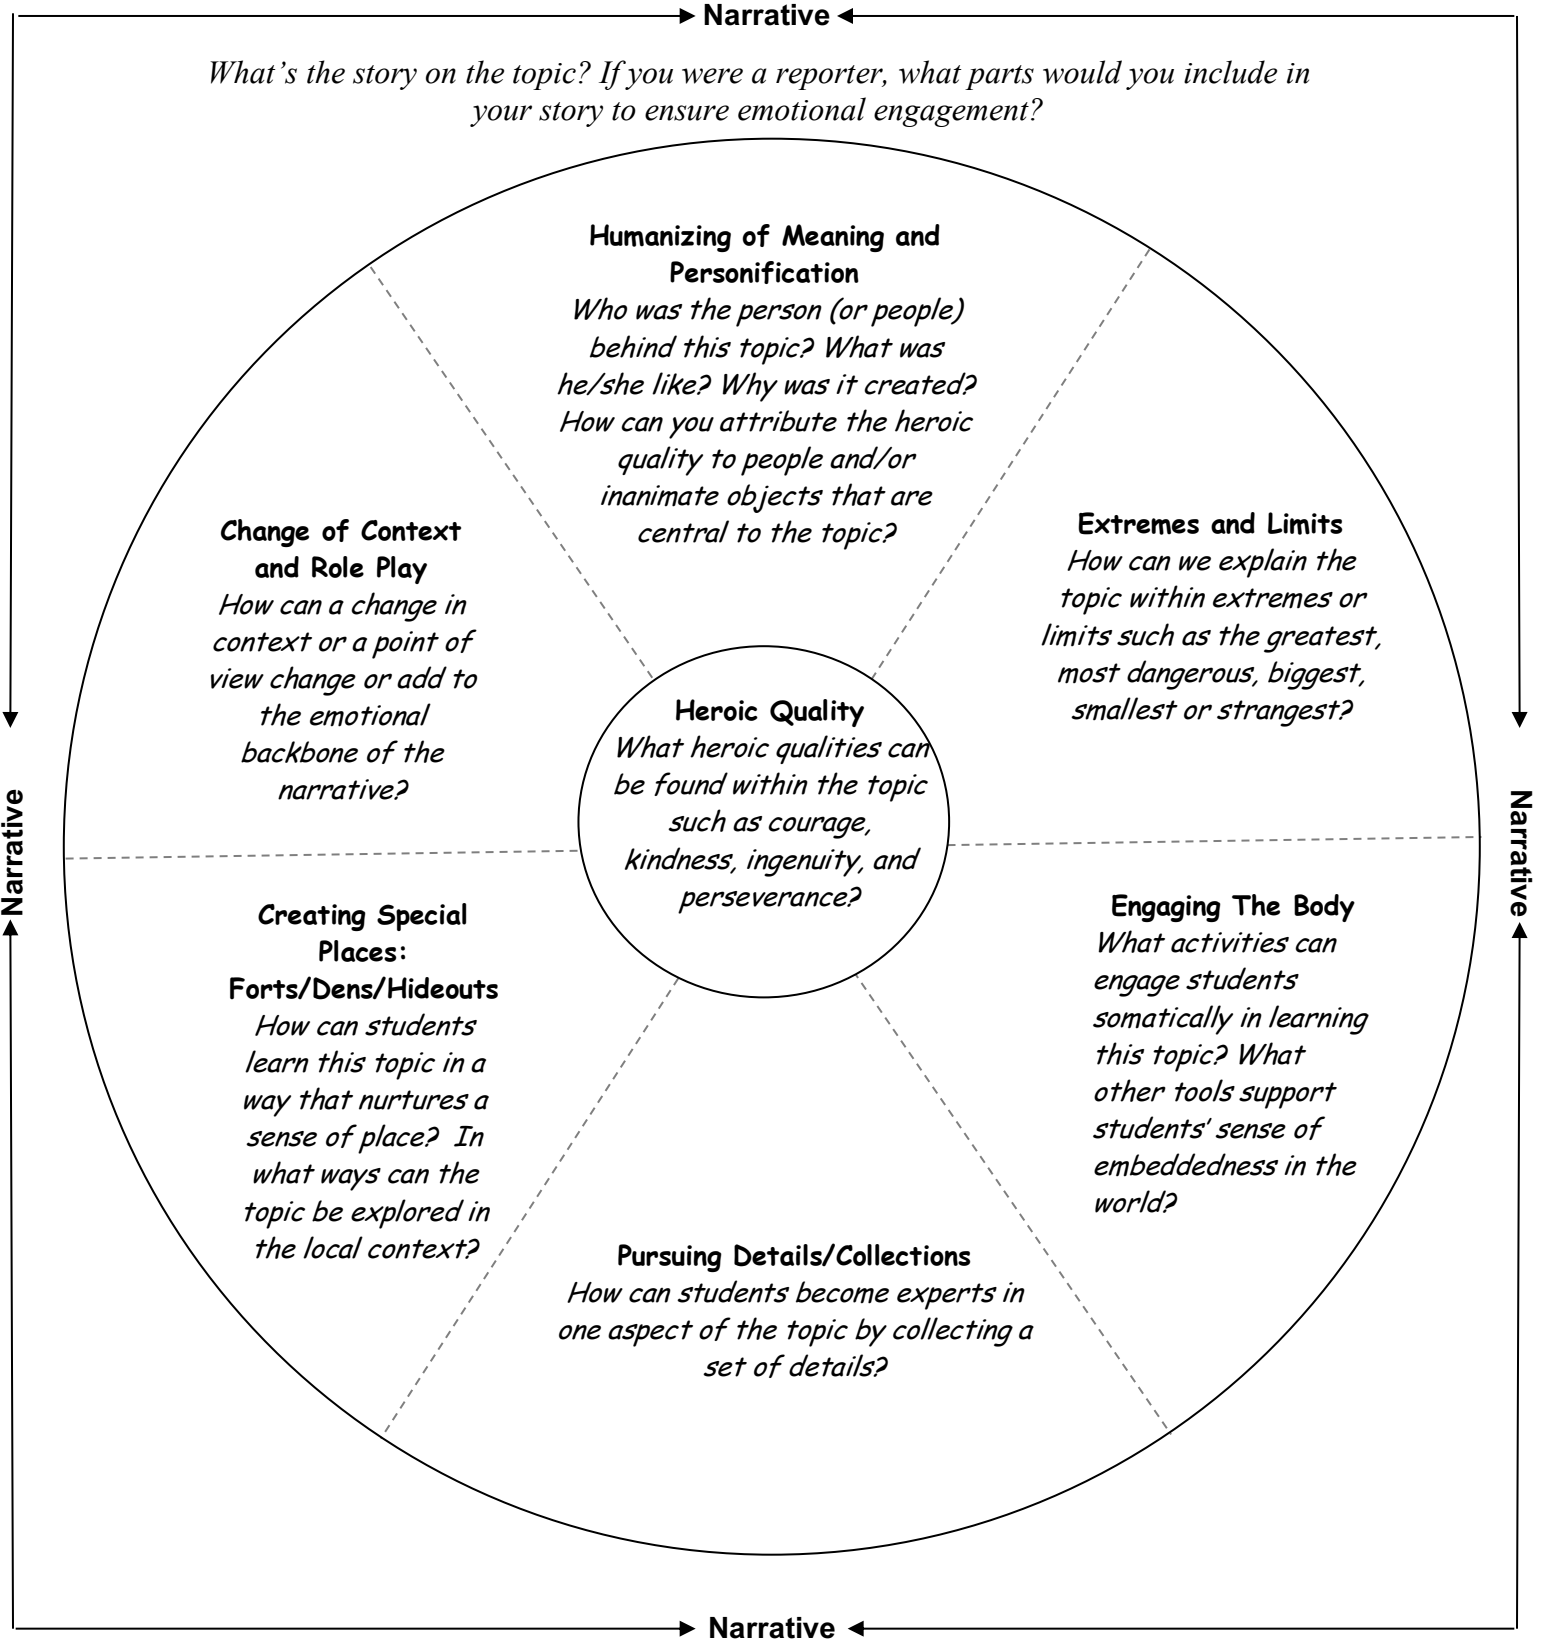 Narrative
What's the story on the topic? If you were a reporter, what parts would you include in
your story to ensure emotional engagement?
Humanizing of Meaning and
Personification
Who was the person (or people)
behind this topic? What was
he/she like? Why was it created?
How can you attribute the heroic
quality to people and/or
inanimate objects that are
central to the topic?
Change of Context
and Role Play
How can a change in
context or a point of
view change or add to
the emotional
backbone of the
narrative?
Extremes and Limits
How can we explain the
topic within extremes or
limits such as the greatest,
most dangerous, biggest,
smallest or strangest?
Heroic Quality
What heroic qualities can
be found within the topic
such as courage,
kindness, ingenuity, and
perseverance?
Narrative
Narrative
Creating Special
Places:
Forts/Dens/Hideouts
How can students
learn this topic in a
way that nurtures a
sense of place?  In
what ways can the
topic be explored in
the local context?
Engaging The Body
What activities can
engage students
somatically in learning
this topic? What
other tools support
students' sense of
embeddedness in the
world?
Pursuing Details/Collections
How can students become experts in
one aspect of the topic by collecting a
set of details?
Narrative